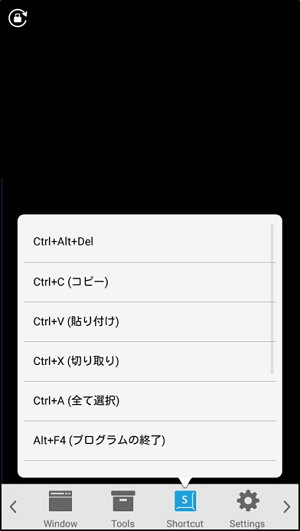 Ctrl+Alt+Del
Ctrl+C (コピー)
Ctrl+V (貼り付け)
Ctrl+X (切り取り)
Ctrl+A (全て選択)
Alt+F4 (プログラムの終了)
S
Window Tools Shortcut Settings